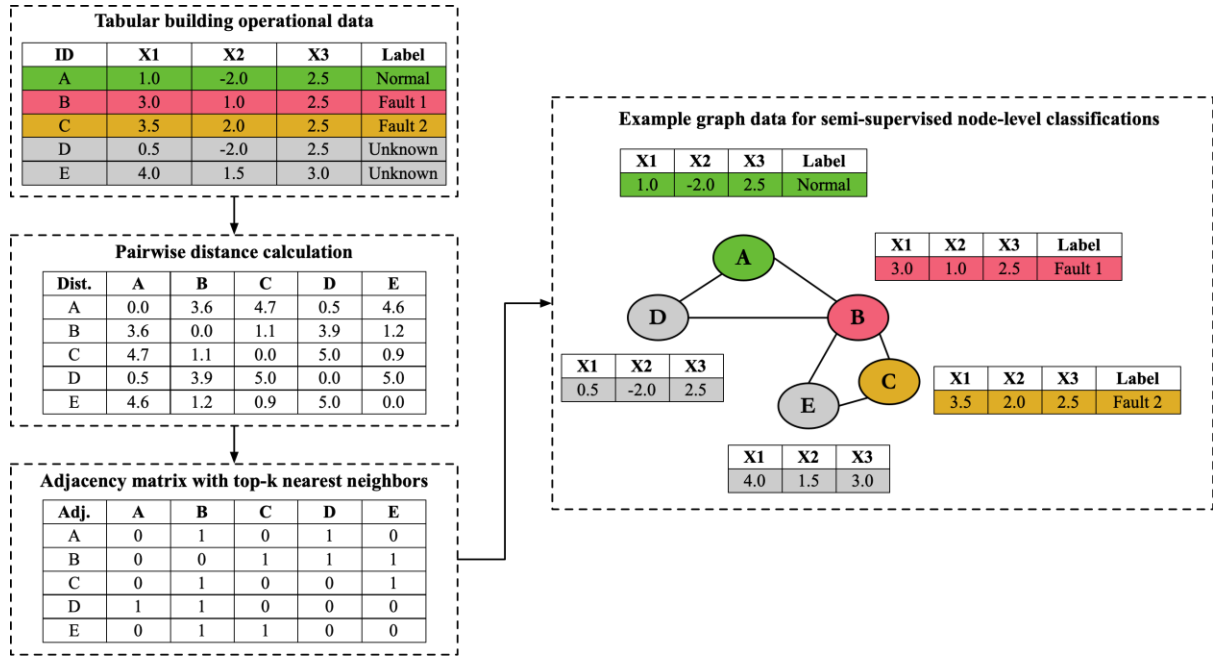 Tabular building operational data
ID X1 X2 X3 Label
A 1.0 -2.0 2.5 Normal
B 3.0 1.0 2.5 Fault 1
C 3.5 2.0 2.5 Fault 2
D 0.5 -2.0 2.5 Unknown
E 4.0 1.5 3.0 Unknown
Pairwise distance calculation
Dist. A B C D E
A 0.0 3.6 4.7 0.5 4.6
B 3.6 0.0 1.1 3.9 1.2
C 4.7 1.1 0.0 5.0 0.9
D 0.5 3.9 5.0 0.0 5.0
E 4.6 1.2 0.9 5.0 0.0
Adjacency matrix with top-k nearest neighbors
Adj. A B C D E
A 0 1 0 1 0
B 0 0 1 1 1
C 0 1 0 0 1
D 1 1 0 0 0
E 0 1 1 0 0
Example graph data for semi-supervised node-level classifications
X1 X2 X3 Label
1.0 -2.0 2.5 Normal
A
X1 X2 X3 Label
3.0 1.0 2.5 Fault 1
D
B
X1 X2 X3
0.5 -2.0 2.5
C
X1 X2 X3 Label
3.5 2.0 2.5 Fault 2
E
X1 X2 X3
4.0 1.5 3.0